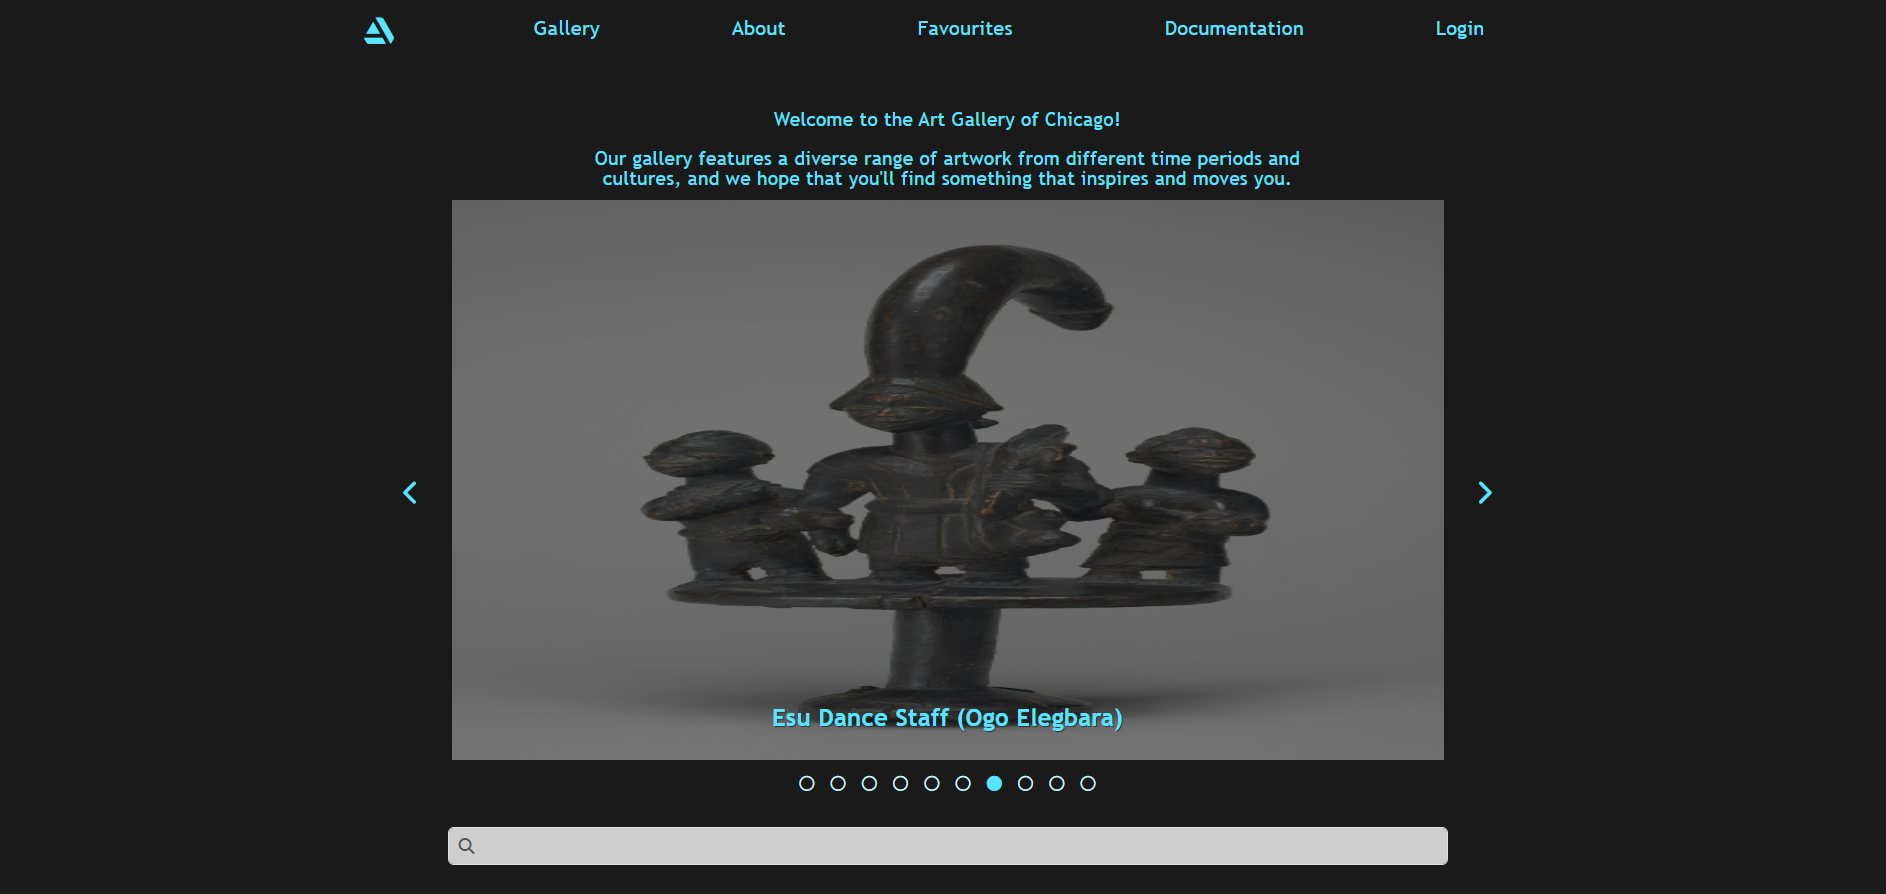 Gallery
About
Favourites
Documentation
Login
Welcome to the Art Gallery of Chicago!
Our gallery features a diverse range of artwork from different time periods and
cultures, and we hope that you'll find something that inspires and moves you.
Esu Dance Staff (Ogo Elegbara)